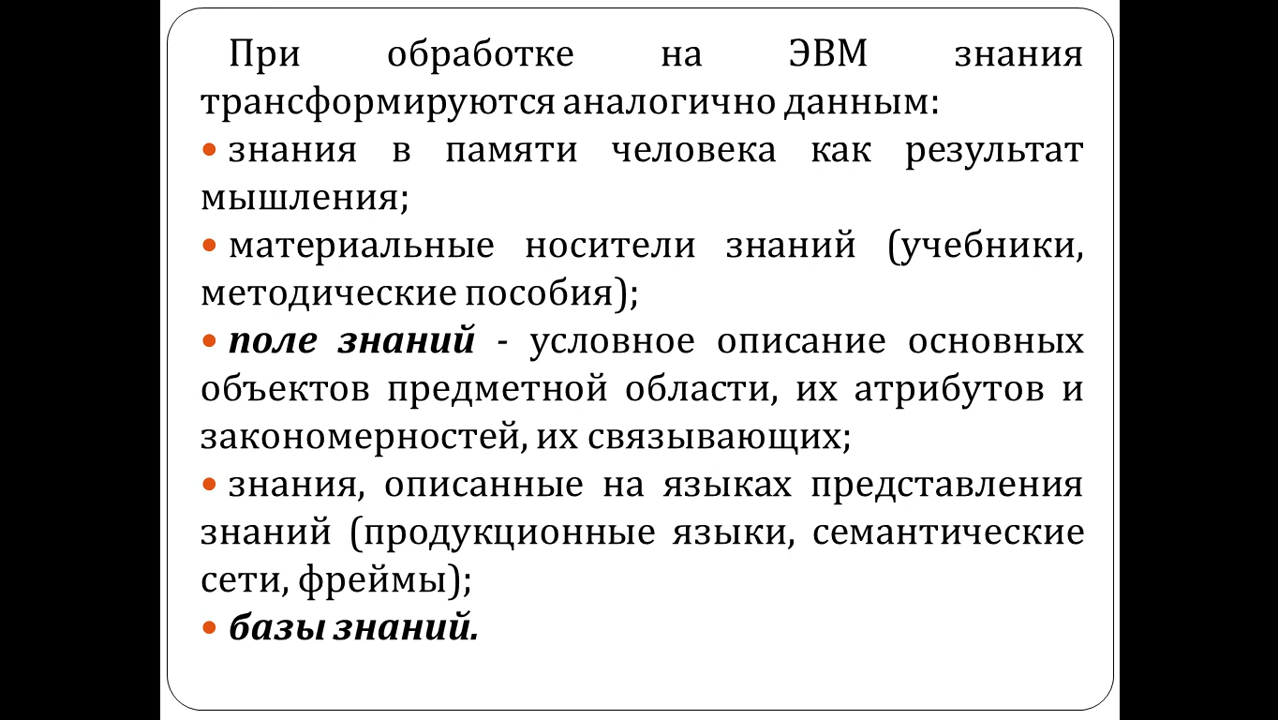 При обработке на ЭВМ знания
трансформируются аналогично данным:
• знания в памяти человека как результат
мышления;
• материальные носители знаний (учебники,
методические пособия);
• поле знаний - условное описание основных
объектов предметной области, их атрибутов и
закономерностей, их связывающих;
• знания, описанные на языках представления
знаний (продукционные языки, семантические
сети, фреймы);
• базы знаний.